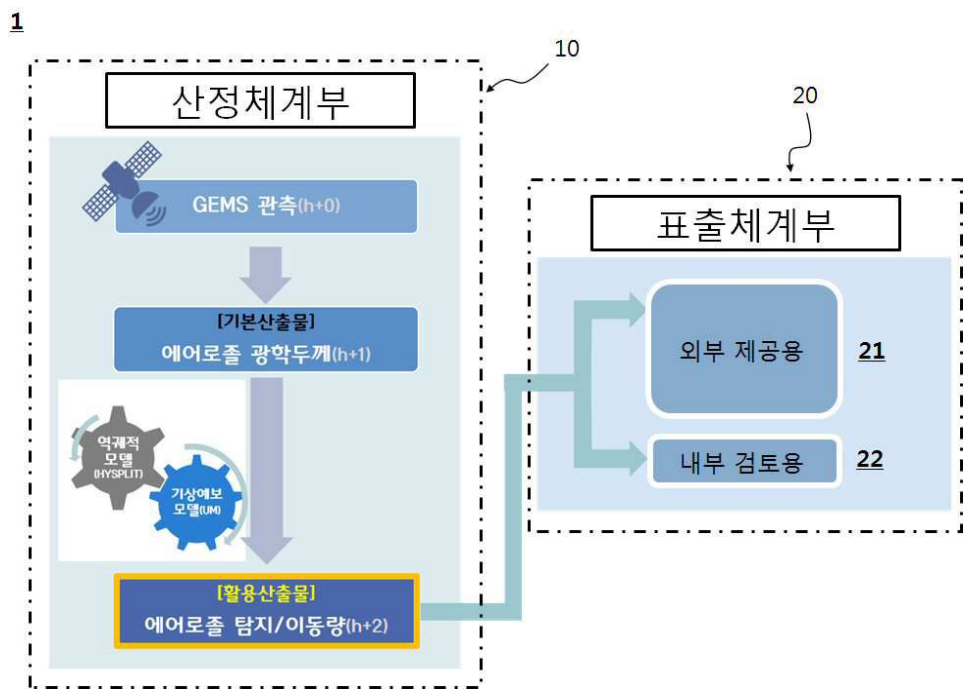 1
10
산정체계부
GEMS 관측(h+0)
[기본산출물]
에어로졸 광학두께(h+1)
역궤적
모델
(HYSPLIT)
기상예보
모델(UM)
[활용산출물]
에어로졸 탐지/이동량(h+2)
20
표출체계부
외부 제공용
21
내부 검토용
22